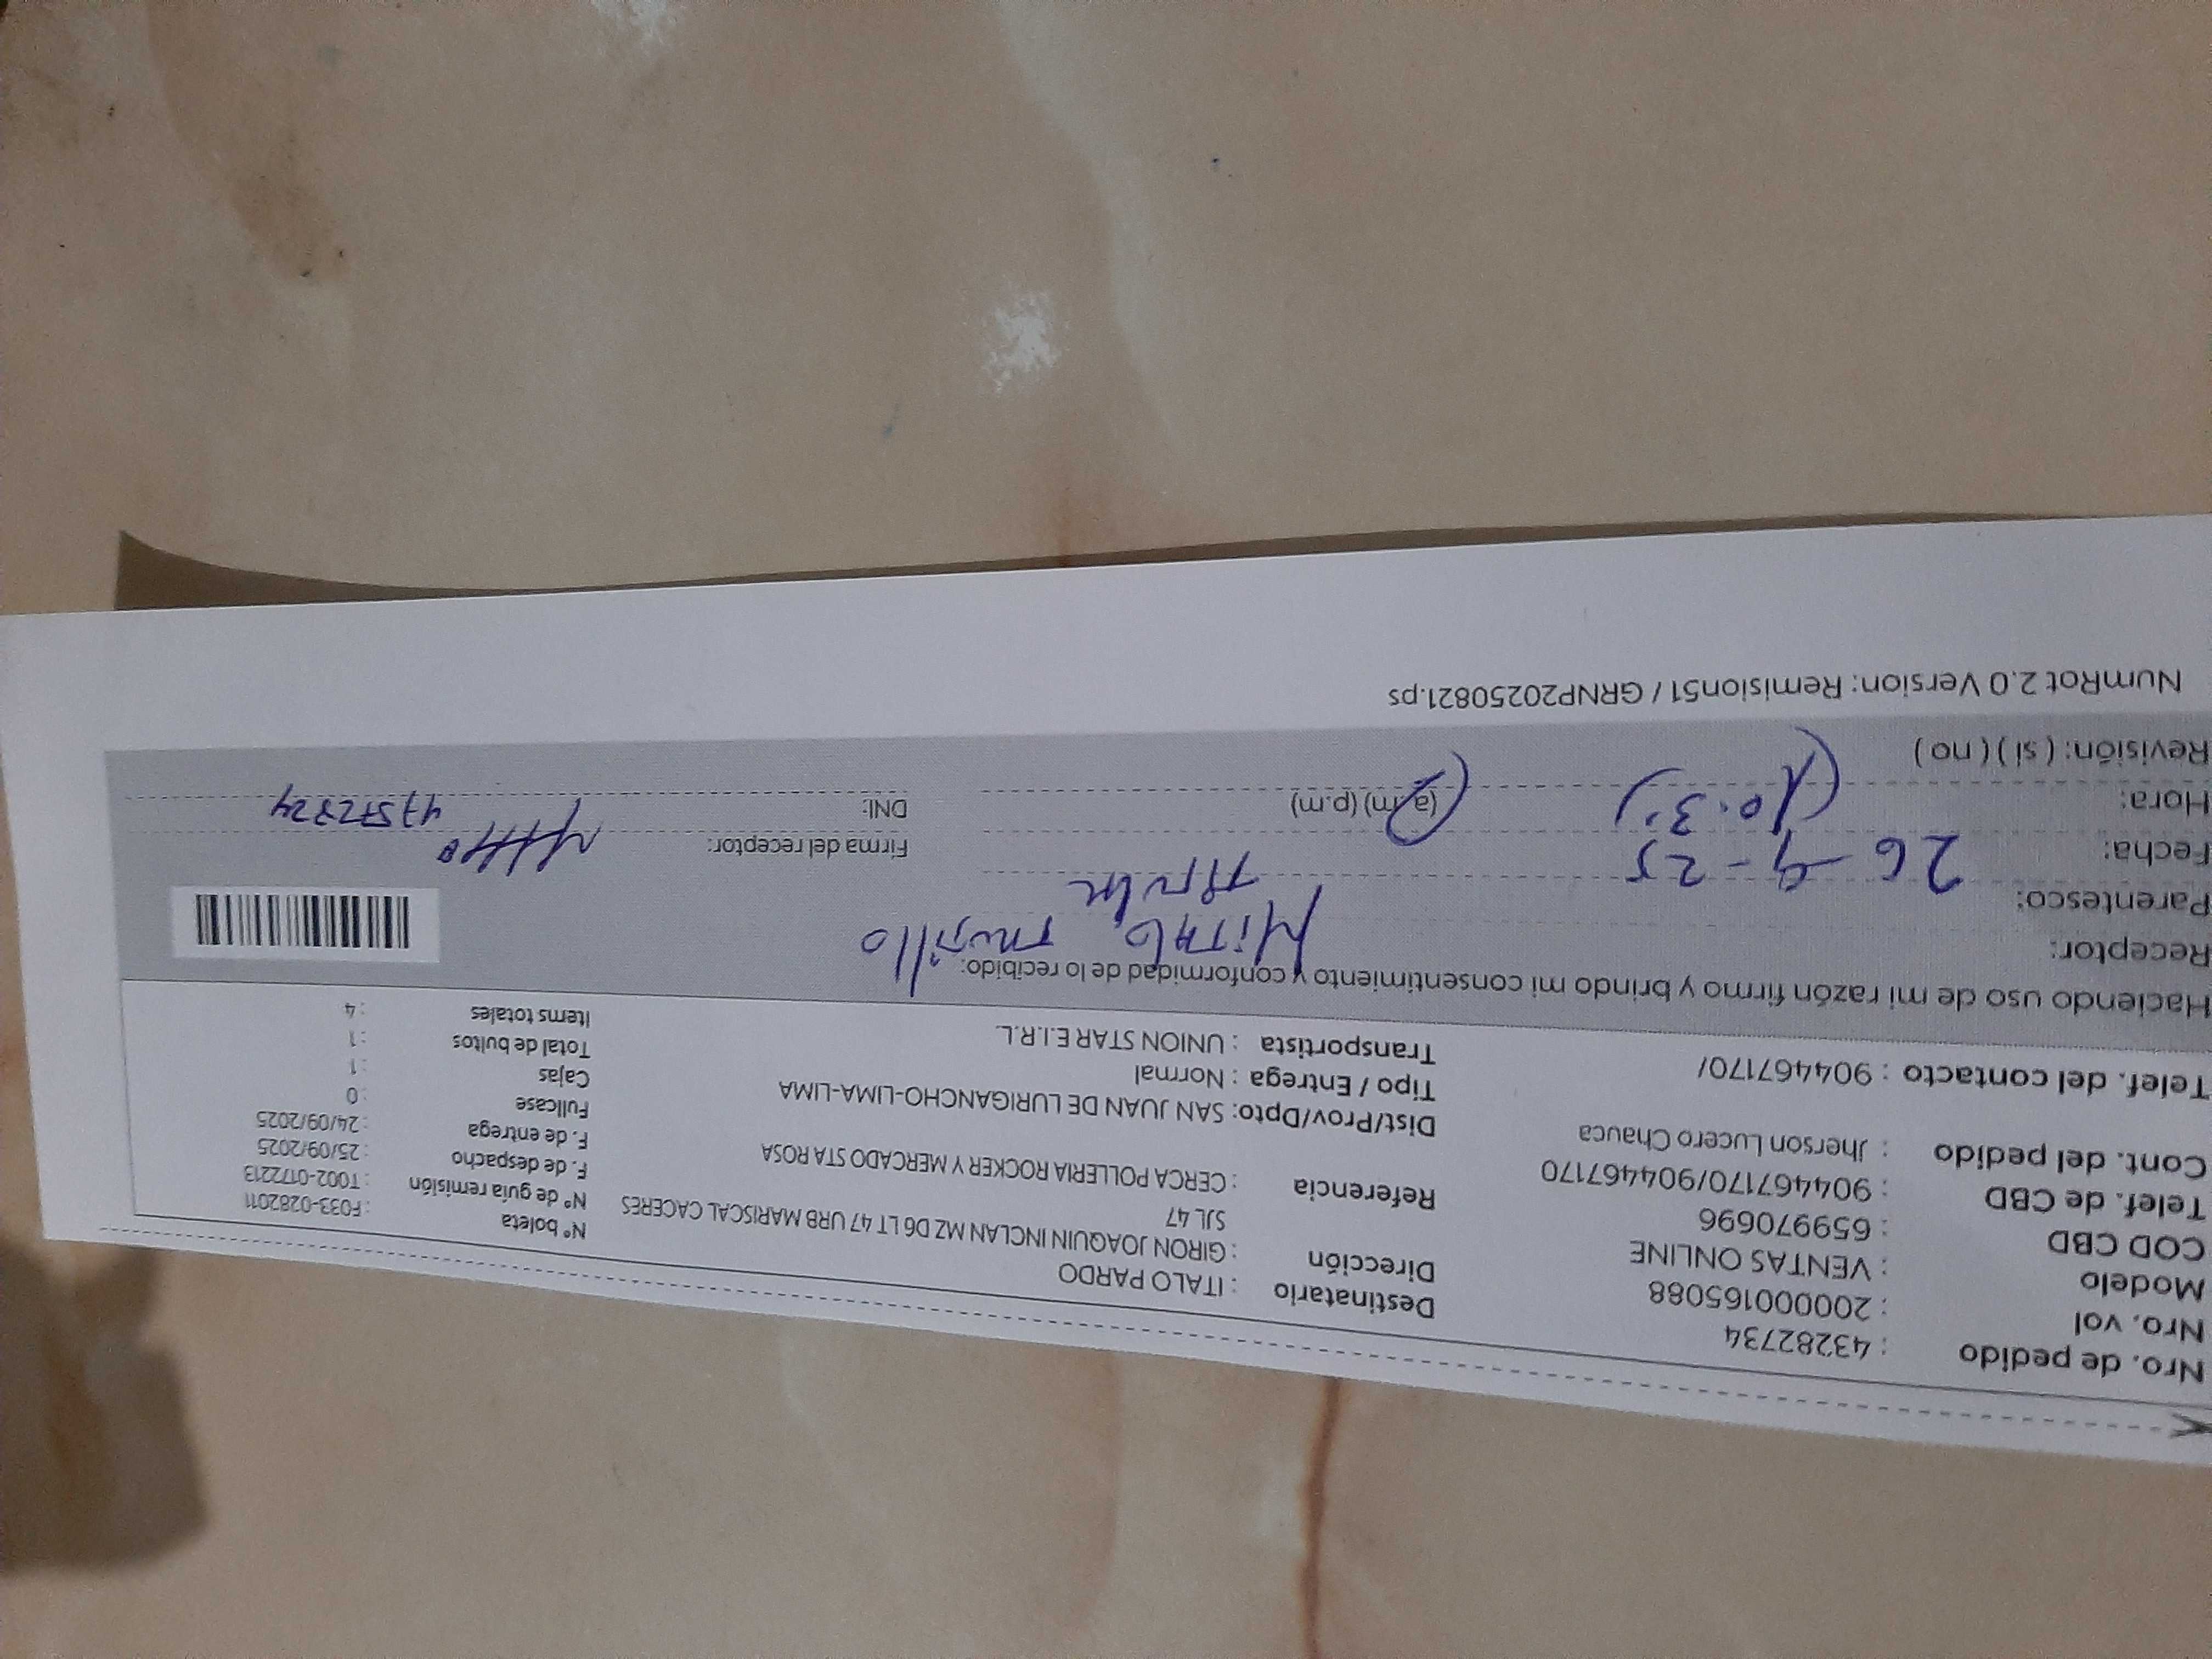 Nro. de pedido : 43282734
Nro. vol : 200000165088
Modelo : VENTAS ONLINE
COD CBD : 659970696
Telef. de CBD : 904467170/904467170
Cont. del pedido : Jherson Lucero Chauca
Telef. del contacto : 904467170/
Destinatario : ITALO PARDO
Dirección : GIRON JOAQUIN INCLAN MZ D6 LT 47 URB MARISCAL CACERES
SJL 47
Referencia : CERCA POLLERIA ROCKER Y MERCADO STA ROSA
Dist/Prov/Dpto: SAN JUAN DE LURIGANCHO-LIMA-LIMA
Tipo / Entrega : Normal
Transportista : UNION STAR E.I.R.L.
N° boleta : F033-0282011
N° de guía remisión : T002-0172213
F. de despacho : 25/09/2025
F. de entrega : 24/09/2025
Fullcase : 0
Cajas : 1
Total de bultos : 1
Items totales : 4
Haciendo uso de mi razón firmo y brindo mi consentimiento y conformidad de lo recibido:
Receptor: Trujillo
Parentesco:
Fecha: 26-9-25
Hora: (10.3) (a.m) (p.m)
Revisión: ( sí ) ( no )
Firma del receptor:
DNI:
NumRot 2.0 Version: Remision51 / GRNP20250821.ps